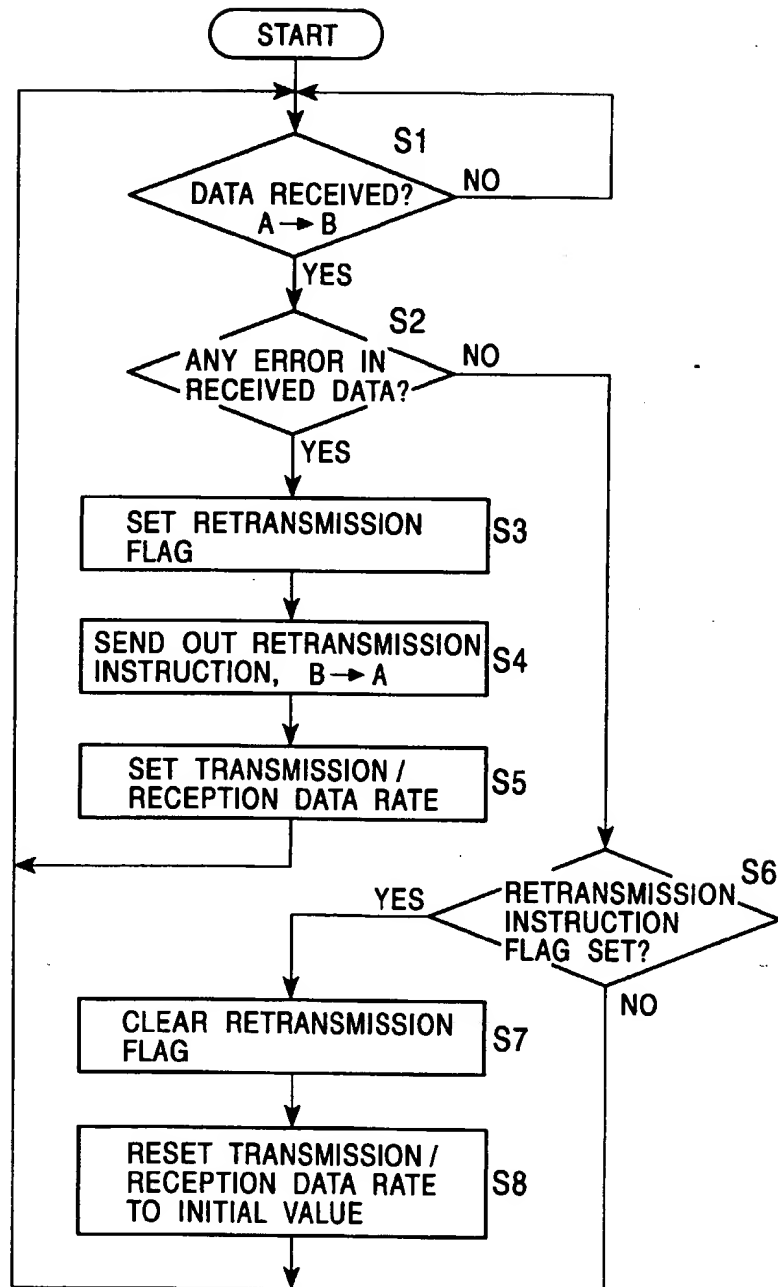 START
S1
DATA RECEIVED?
A → B
NO
YES
S2
ANY ERROR IN
RECEIVED DATA?
NO
YES
SET RETRANSMISSION
FLAG
S3
SEND OUT RETRANSMISSION
INSTRUCTION, B → A
S4
SET TRANSMISSION /
RECEPTION DATA RATE
S5
S6
YES
RETRANSMISSION
INSTRUCTION
FLAG SET?
NO
CLEAR RETRANSMISSION
FLAG
S7
RESET TRANSMISSION /
RECEPTION DATA RATE
TO INITIAL VALUE
S8